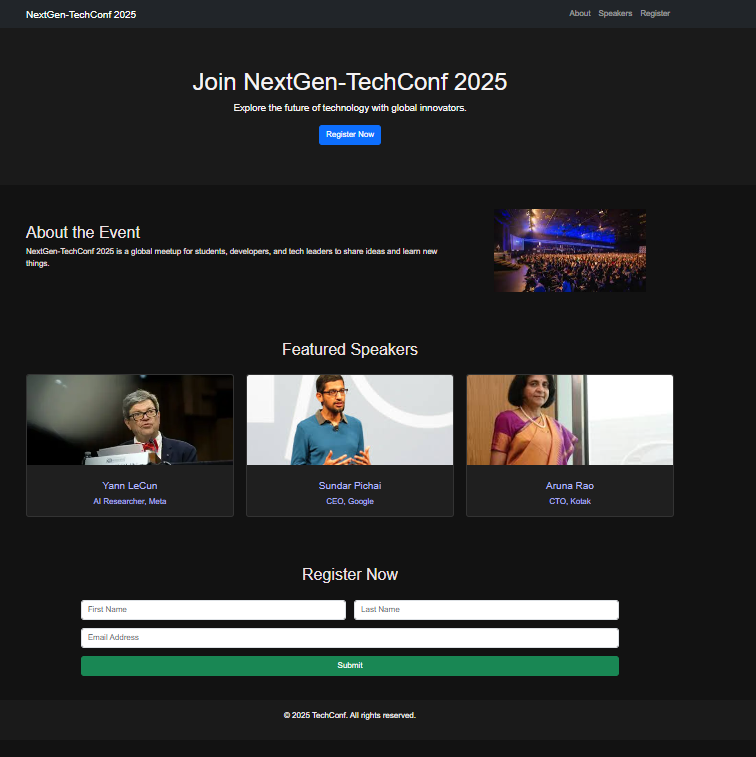 NextGen-TechConf 2025
About Speakers Register
Join NextGen-TechConf 2025
Explore the future of technology with global innovators.
Register Now
About the Event
NextGen-TechConf 2025 is a global meetup for students, developers, and tech leaders to share ideas and learn new
things.
Featured Speakers
Yann LeCun
AI Researcher, Meta
Sundar Pichai
CEO, Google
Aruna Rao
CTO, Kotak
Register Now
First Name
Last Name
Email Address
Submit
© 2025 TechConf. All rights reserved.